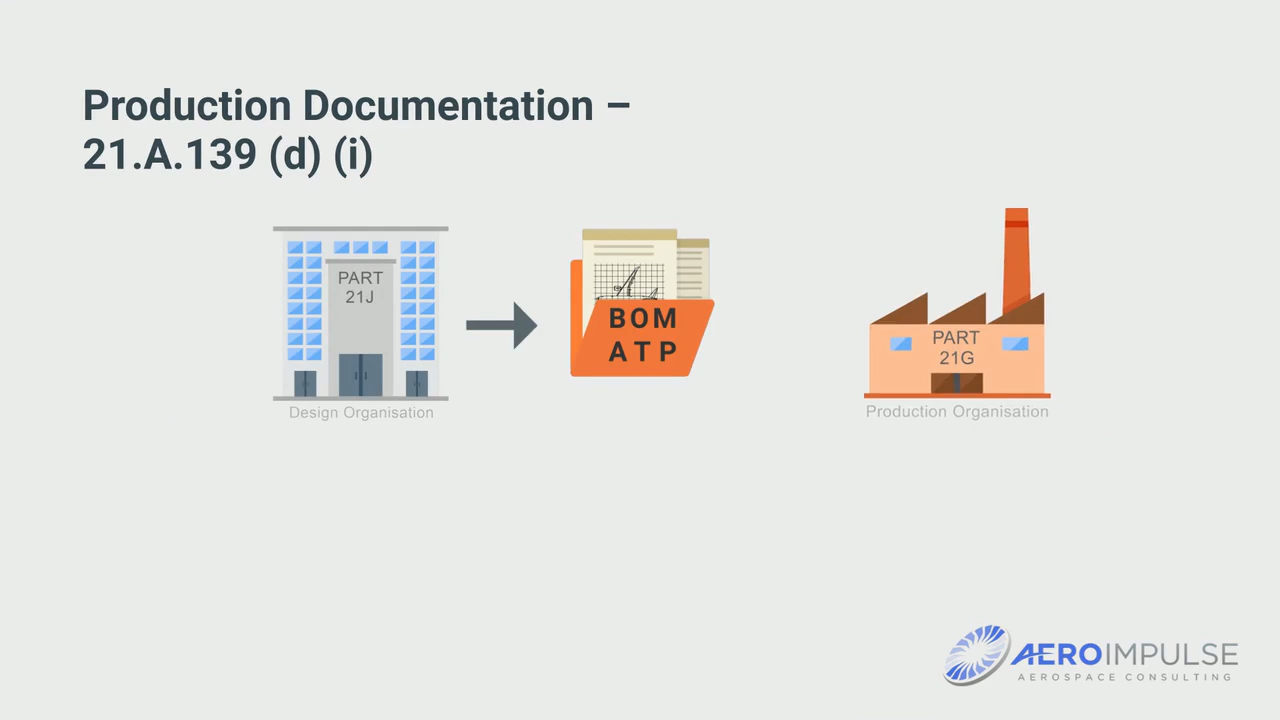 Production Documentation –
21.A.139 (d) (i)
PART
21J
Design Organisation
BOM
ATP
PART
21G
Production Organisation
AEROIMPULSE
AEROSPACE CONSULTING